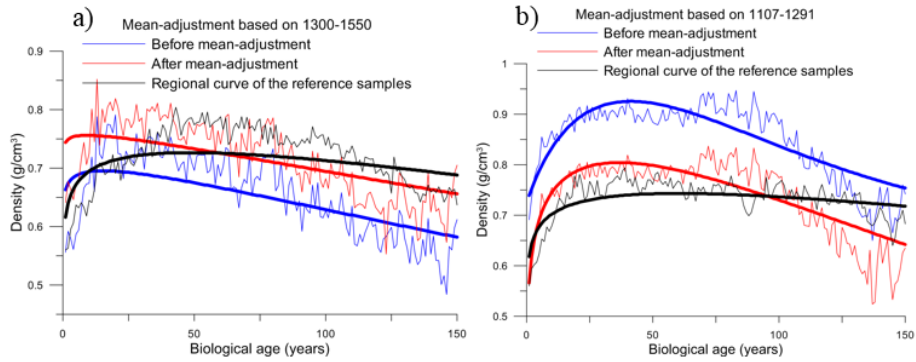 a)
Mean-adjustment based on 1300-1550
Before mean-adjustment
After mean-adjustment
Regional curve of the reference samples
0.9
0.8
0.7
0.6
0.5
Density (g/cm³)
0
50
100
150
Biological age (years)
b)
Mean-adjustment based on 1107-1291
Before mean-adjustment
After mean-adjustment
Regional curve of the reference samples
1
0.9
0.8
0.7
0.6
0.5
Density (g/cm³)
0
50
100
150
Biological age (years)